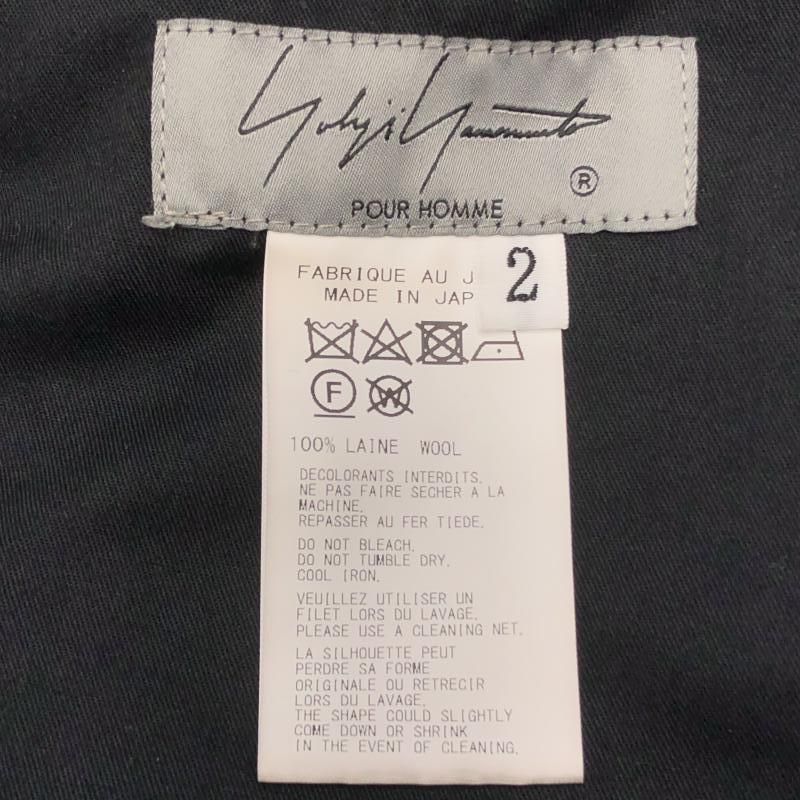 Yohji Yamamoto
®
POUR HOMME
2
FABRIQUE AU J
MADE IN JAP
F
W
100% LAINE WOOL
DECOLORANTS INTERDITS.
NE PAS FAIRE SECHER A LA
MACHINE.
REPASSER AU FER TIEDE.
DO NOT BLEACH.
DO NOT TUMBLE DRY.
COOL IRON.
VEUILLEZ UTILISER UN
FILET LORS DU LAVAGE.
PLEASE USE A CLEANING NET.
LA SILHOUETTE PEUT
PERDRE SA FORME
ORIGINALE OU RETRECIR
LORS DU LAVAGE.
THE SHAPE COULD SLIGHTLY
COME DOWN OR SHRINK
IN THE EVENT OF CLEANING.